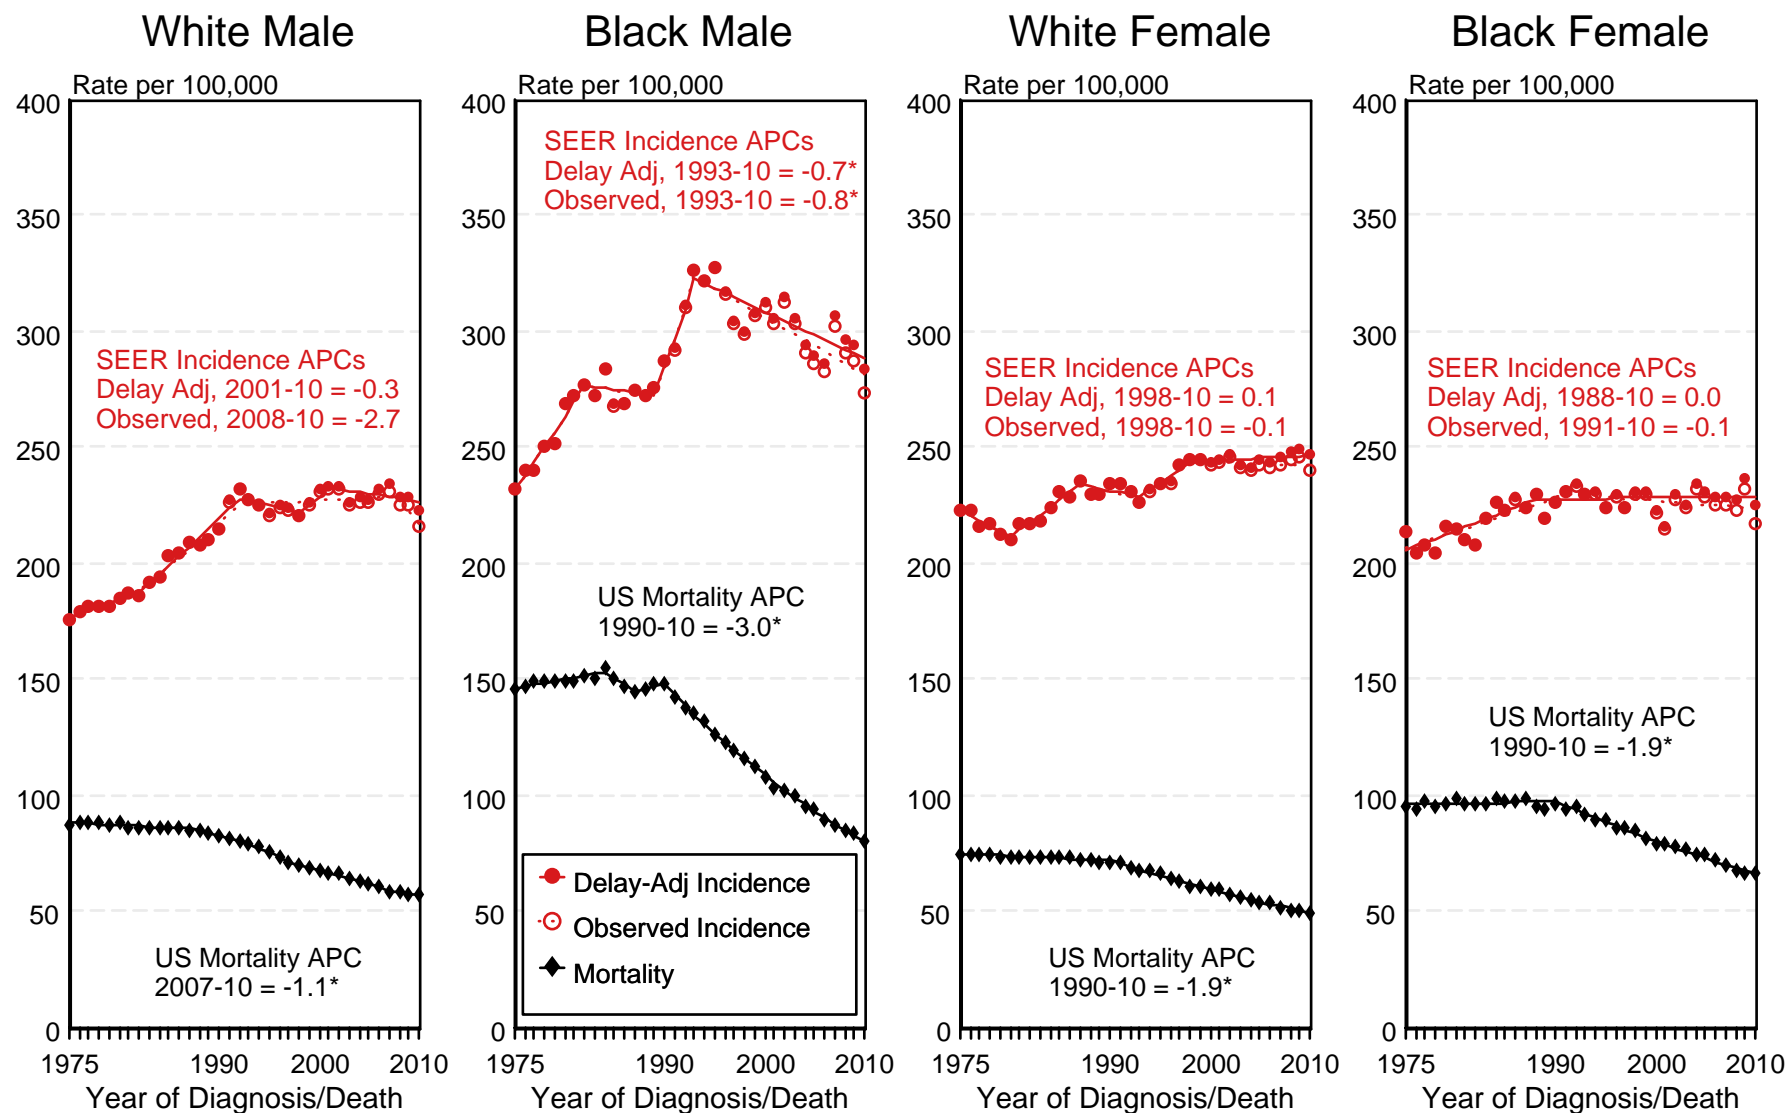 White Male
Rate per 100,000
400
350
300
250
200
150
100
50
0
SEER Incidence APCs
Delay Adj, 2001-10 = -0.3
Observed, 2008-10 = -2.7
US Mortality APC
2007-10 = -1.1*
1975 1990 2000 2010
Year of Diagnosis/Death
Black Male
Rate per 100,000
400
350
300
250
200
150
100
50
0
SEER Incidence APCs
Delay Adj, 1993-10 = -0.7*
Observed, 1993-10 = -0.8*
US Mortality APC
1990-10 = -3.0*
Delay-Adj Incidence
Observed Incidence
Mortality
1975 1990 2000 2010
Year of Diagnosis/Death
White Female
Rate per 100,000
400
350
300
250
200
150
100
50
0
SEER Incidence APCs
Delay Adj, 1998-10 = 0.1
Observed, 1998-10 = -0.1
US Mortality APC
1990-10 = -1.9*
1975 1990 2000 2010
Year of Diagnosis/Death
Black Female
Rate per 100,000
400
350
300
250
200
150
100
50
0
SEER Incidence APCs
Delay Adj, 1988-10 = 0.0
Observed, 1991-10 = -0.1
US Mortality APC
1990-10 = -1.9*
1975 1990 2000 2010
Year of Diagnosis/Death